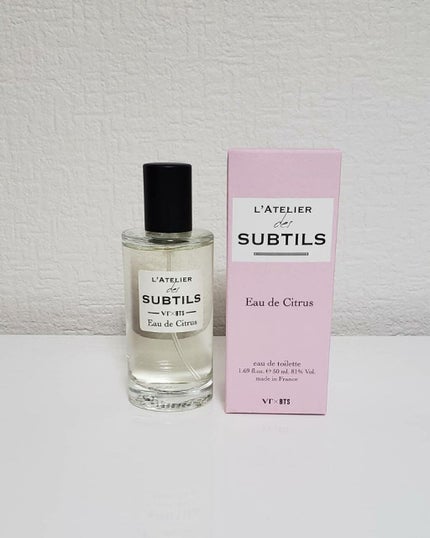 L'ATELIER
des
SUBTILS
VT×BTS
Eau de Citrus
L'ATELIER
des
SUBTILS
Eau de Citrus
eau de toilette
1.69 fl.oz. ℮ 50 ml. 81% Vol.
made in France
VT×BTS